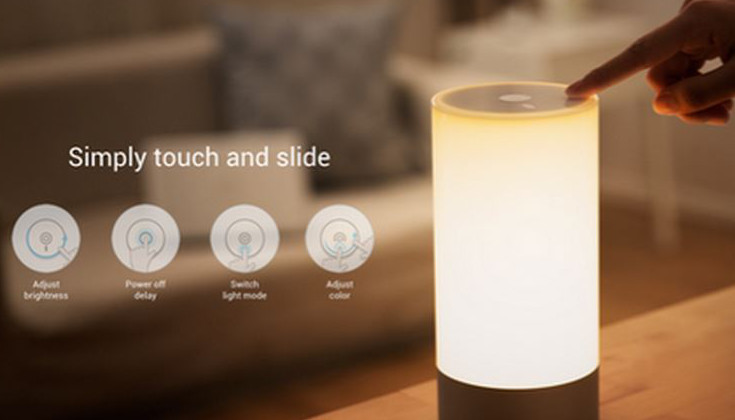 Simply touch and slide
Adjust
brightness
Power off
delay
Switch
light mode
Adjust
color